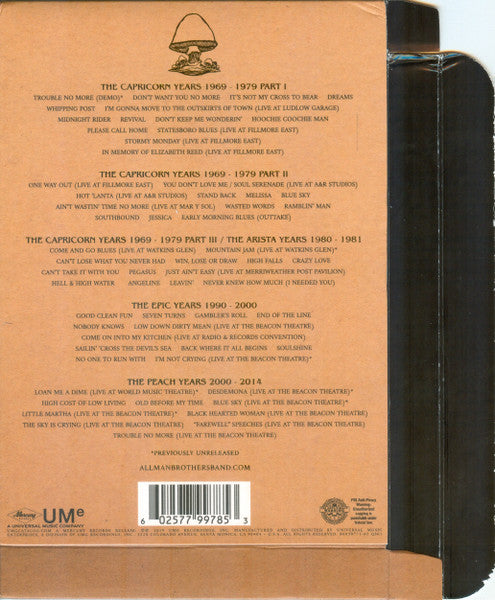 THE CAPRICORN YEARS 1969 - 1979 PART I
TROUBLE NO MORE (DEMO)* DON'T WANT YOU NO MORE IT'S NOT MY CROSS TO BEAR DREAMS
WHIPPING POST I'M GONNA MOVE TO THE OUTSKIRTS OF TOWN (LIVE AT LUDLOW GARAGE)
MIDNIGHT RIDER REVIVAL DON'T KEEP ME WONDERIN' HOOCHIE COOCHIE MAN
PLEASE CALL HOME STATESBORO BLUES (LIVE AT FILLMORE EAST)
STORMY MONDAY (LIVE AT FILLMORE EAST)
IN MEMORY OF ELIZABETH REED (LIVE AT FILLMORE EAST)
THE CAPRICORN YEARS 1969 - 1979 PART II
ONE WAY OUT (LIVE AT FILLMORE EAST) YOU DON'T LOVE ME / SOUL SERENADE (LIVE AT A&R STUDIOS)
HOT 'LANTA (LIVE AT A&R STUDIOS) STAND BACK MELISSA BLUE SKY
AIN'T WASTIN' TIME NO MORE (LIVE AT MAR Y SOL) WASTED WORDS RAMBLIN' MAN
SOUTHBOUND JESSICA EARLY MORNING BLUES (OUTTAKE)
THE CAPRICORN YEARS 1969 - 1979 PART III / THE ARISTA YEARS 1980 - 1981
COME AND GO BLUES (LIVE AT WATKINS GLEN) MOUNTAIN JAM (LIVE AT WATKINS GLEN)*
CAN'T LOSE WHAT YOU NEVER HAD WIN, LOSE OR DRAW HIGH FALLS CRAZY LOVE
CAN'T TAKE IT WITH YOU PEGASUS JUST AIN'T EASY (LIVE AT MERRIWEATHER POST PAVILION)
HELL & HIGH WATER ANGELINE LEAVIN' NEVER KNEW HOW MUCH (I NEEDED YOU)
THE EPIC YEARS 1990 - 2000
GOOD CLEAN FUN SEVEN TURNS GAMBLER'S ROLL END OF THE LINE
NOBODY KNOWS LOW DOWN DIRTY MEAN (LIVE AT THE BEACON THEATRE)
COME ON INTO MY KITCHEN (LIVE AT RADIO & RECORDS CONVENTION)
SAILIN' CROSS THE DEVIL'S SEA BACK WHERE IT ALL BEGINS SOULSHINE
NO ONE TO RUN WITH I'M NOT CRYING (LIVE AT THE BEACON THEATRE)*
THE PEACH YEARS 2000 - 2014
LOAN ME A DIME (LIVE AT WORLD MUSIC THEATRE)* DESDEMONA (LIVE AT THE BEACON THEATRE)
HIGH COST OF LOW LIVING OLD BEFORE MY TIME BLUE SKY (LIVE AT THE BEACON THEATRE)*
LITTLE MARTHA (LIVE AT THE BEACON THEATRE)* BLACK HEARTED WOMAN (LIVE AT THE BEACON THEATRE)
THE SKY IS CRYING (LIVE AT THE BEACON THEATRE) "FAREWELL" SPEECHES (LIVE AT THE BEACON THEATRE)
TROUBLE NO MORE (LIVE AT THE BEACON THEATRE)
*PREVIOUSLY UNRELEASED
ALLMANBROTHERSBAND.COM
Mercury UMe
A UNIVERSAL MUSIC COMPANY
6 02577 99785 3
FBI Anti-Piracy
Warning:
Unauthorized
copying is
punishable under
federal law.